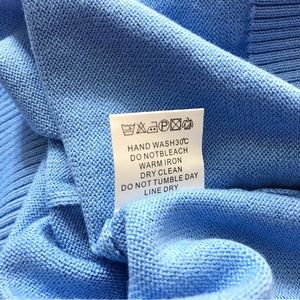 HAND WASH30℃
DO NOTBLEACH
WARM IRON
DRY CLEAN
DO NOT TUMBLE DAY
LINE DRY